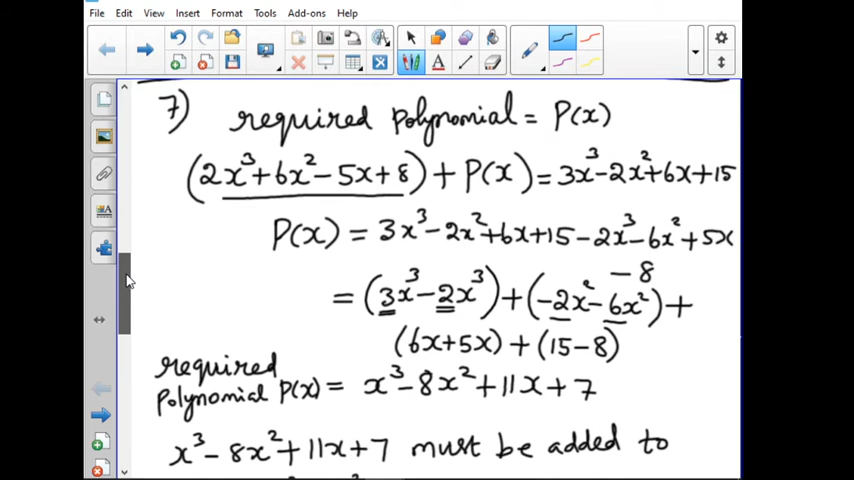 File Edit View Insert Format Tools Add-ons Help
7) required Polynomial = P(x)
(2x³+6x²-5x+8) + P(x) = 3x³-2x²+6x+15
P(x) = 3x³-2x²+6x+15-2x³-6x²+5x
-8
= (3x³-2x³)+(-2x²-6x²)+
(6x+5x)+(15-8)
required
Polynomial P(x) = x³-8x²+11x+7
x³-8x²+11x+7 must be added to